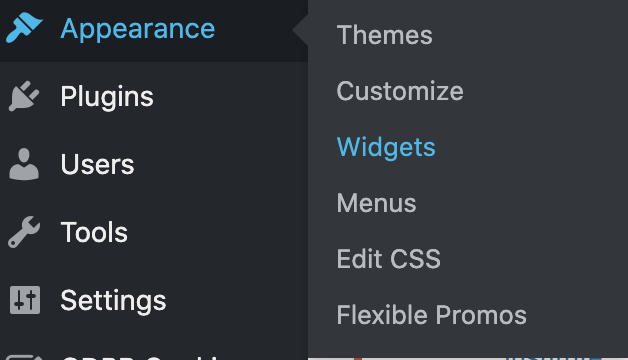 Appearance
Plugins
Users
Tools
Settings
Themes
Customize
Widgets
Menus
Edit CSS
Flexible Promos